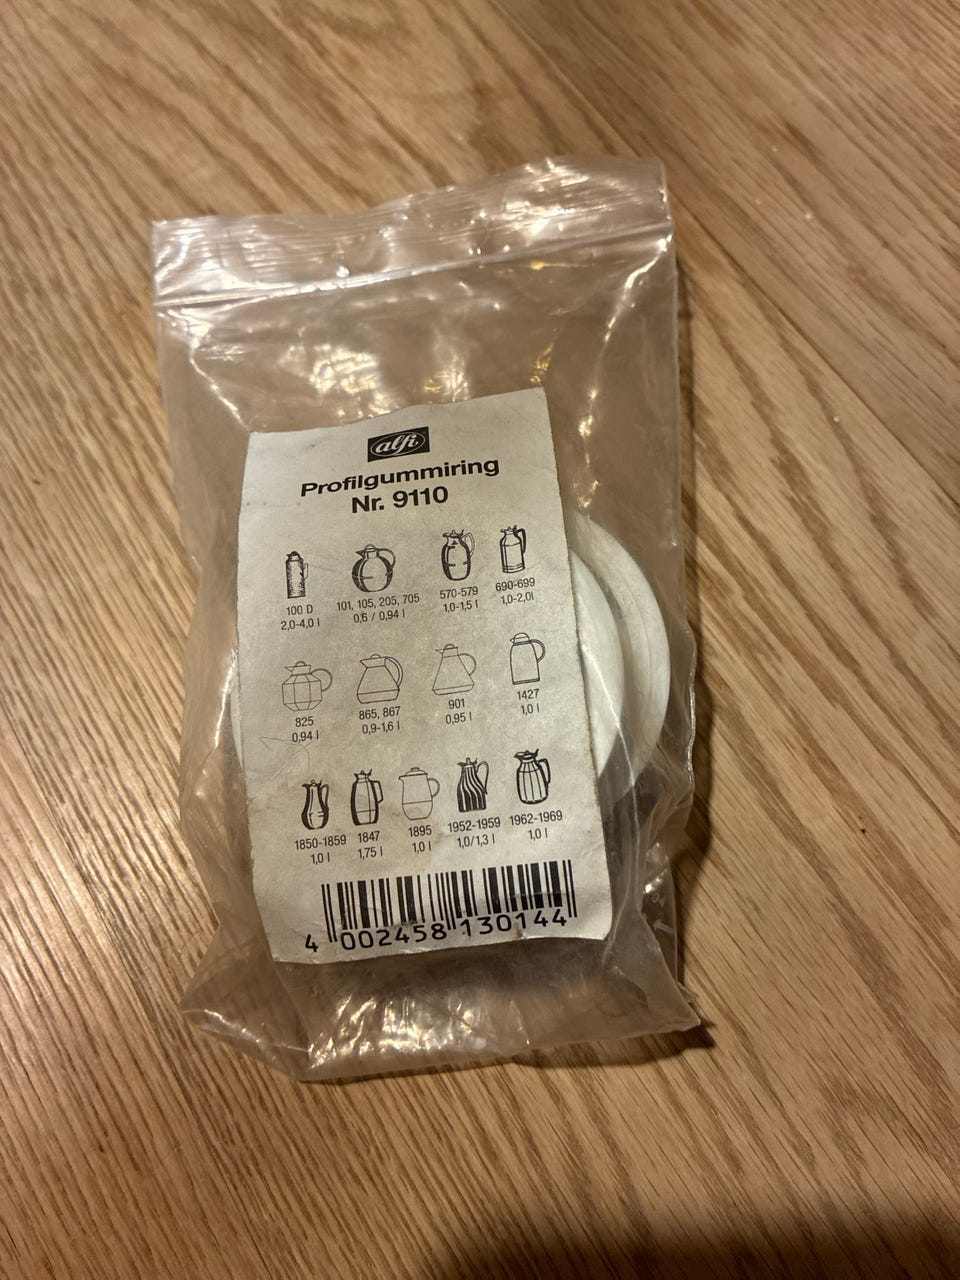 alfi
Profilgummiring
Nr. 9110
100 D
2,0-4,0 l
101, 105, 205, 705
0,6 / 0,94 l
570-579
1,0-1,5 l
690-699
1,0-2,0l
825
0,94 l
865, 867
0,9-1,6 l
901
0,95 l
1427
1,0 l
1850-1859
1,0 l
1847
1,75 l
1895
1,0 l
1952-1959
1,0/1,3 l
1962-1969
1,0 l
4 002458 130144